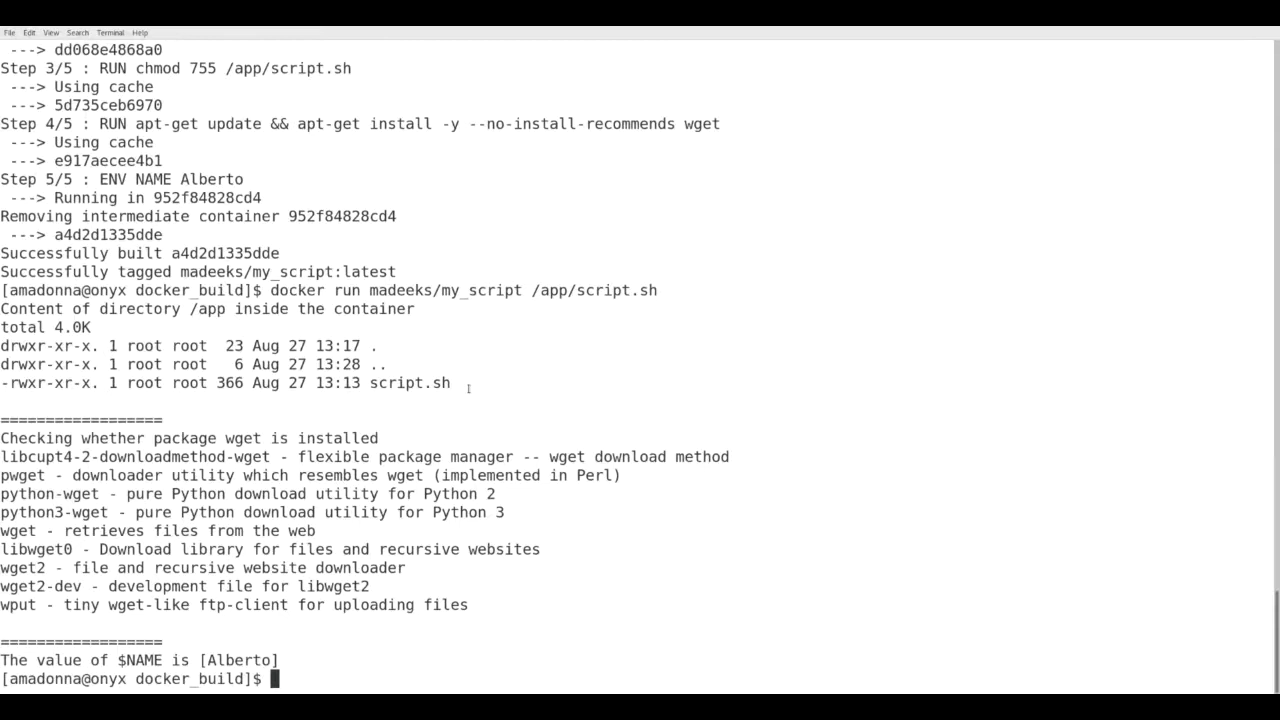 File Edit View Search Terminal Help
 ---> dd068e4868a0
Step 3/5 : RUN chmod 755 /app/script.sh
 ---> Using cache
 ---> 5d735ceb6970
Step 4/5 : RUN apt-get update && apt-get install -y --no-install-recommends wget
 ---> Using cache
 ---> e917aecee4b1
Step 5/5 : ENV NAME Alberto
 ---> Running in 952f84828cd4
Removing intermediate container 952f84828cd4
 ---> a4d2d1335dde
Successfully built a4d2d1335dde
Successfully tagged madeeks/my_script:latest
[amadonna@onyx docker_build]$ docker run madeeks/my_script /app/script.sh
Content of directory /app inside the container
total 4.0K
drwxr-xr-x. 1 root root  23 Aug 27 13:17 .
drwxr-xr-x. 1 root root   6 Aug 27 13:28 ..
-rwxr-xr-x. 1 root root 366 Aug 27 13:13 script.sh

==================
Checking whether package wget is installed
libcupt4-2-downloadmethod-wget - flexible package manager -- wget download method
pwget - downloader utility which resembles wget (implemented in Perl)
python-wget - pure Python download utility for Python 2
python3-wget - pure Python download utility for Python 3
wget - retrieves files from the web
libwget0 - Download library for files and recursive websites
wget2 - file and recursive website downloader
wget2-dev - development file for libwget2
wput - tiny wget-like ftp-client for uploading files

==================
The value of $NAME is [Alberto]
[amadonna@onyx docker_build]$